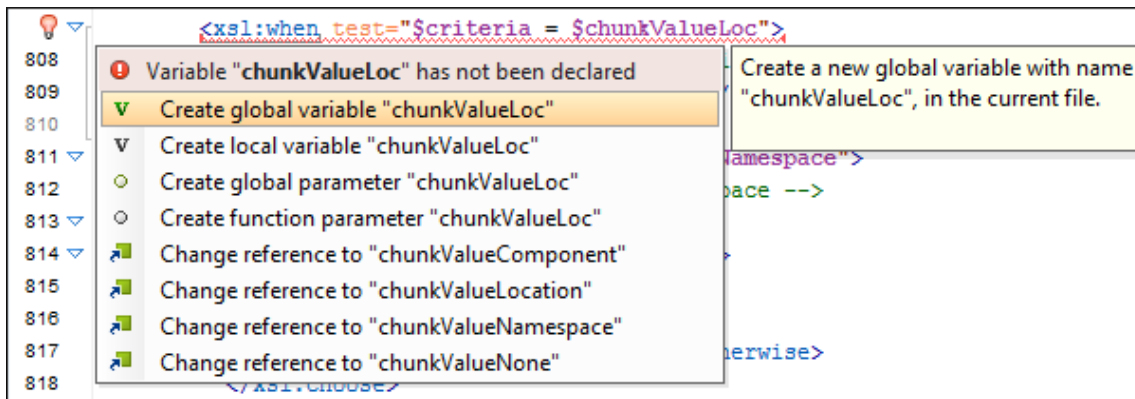 <xsl:when test="$criteria = $chunkValueLoc">
808
Variable "chunkValueLoc" has not been declared
Create a new global variable with name
809
Create global variable "chunkValueLoc"
"chunkValueLoc", in the current file.
810
Create local variable "chunkValueLoc"
811
Namespace">
Create global parameter "chunkValueLoc"
812
pace -->
813
Create function parameter "chunkValueLoc"
814
Change reference to "chunkValueComponent"
>
815
Change reference to "chunkValueLocation"
816
Change reference to "chunkValueNamespace"
817
Change reference to "chunkValueNone"
herwise>
818
</xsl:choose>